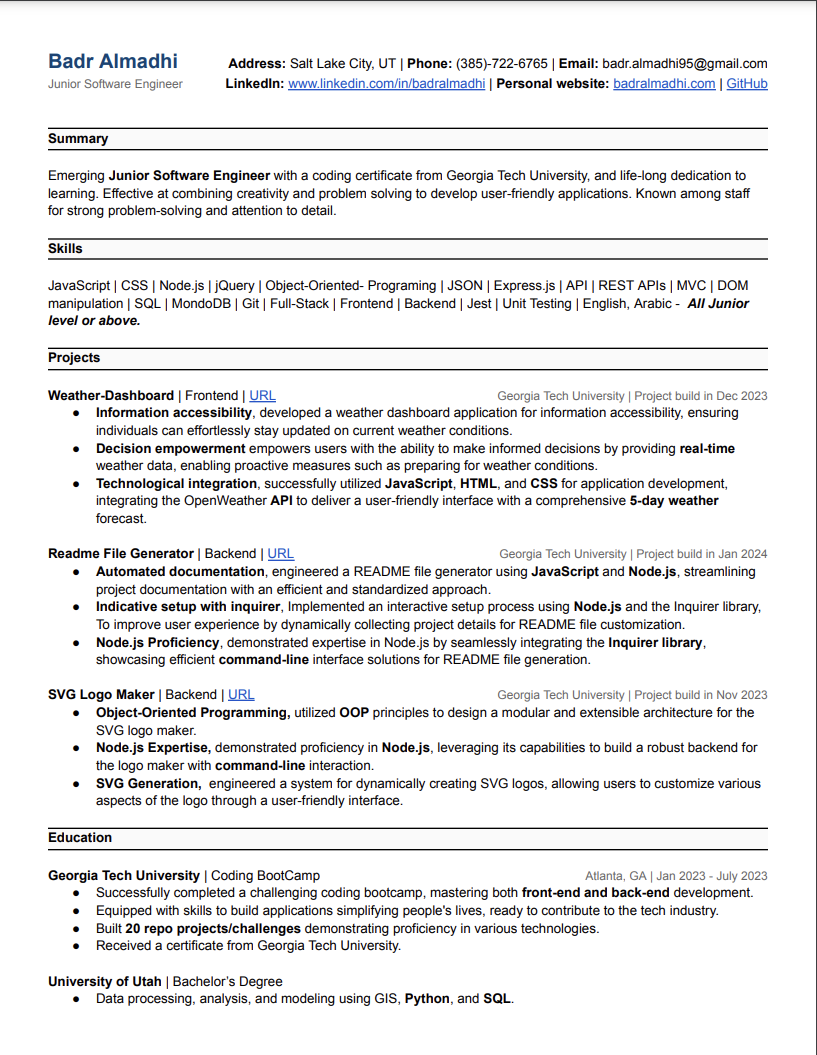 Badr Almadhi
Address: Salt Lake City, UT | Phone: (385)-722-6765 | Email: badr.almadhi95@gmail.com
Junior Software Engineer
LinkedIn: www.linkedin.com/in/badralmadhi | Personal website: badralmadhi.com | GitHub
Summary
Emerging Junior Software Engineer with a coding certificate from Georgia Tech University, and life-long dedication to
learning. Effective at combining creativity and problem solving to develop user-friendly applications. Known among staff
for strong problem-solving and attention to detail.
Skills
JavaScript | CSS | Node.js | jQuery | Object-Oriented- Programing | JSON | Express.js | API | REST APIs | MVC | DOM
manipulation | SQL | MondoDB | Git | Full-Stack | Frontend | Backend | Jest | Unit Testing | English, Arabic - All Junior
level or above.
Projects
Weather-Dashboard | Frontend | URL Georgia Tech University | Project build in Dec 2023
● Information accessibility, developed a weather dashboard application for information accessibility, ensuring
individuals can effortlessly stay updated on current weather conditions.
● Decision empowerment empowers users with the ability to make informed decisions by providing real-time
weather data, enabling proactive measures such as preparing for weather conditions.
● Technological integration, successfully utilized JavaScript, HTML, and CSS for application development,
integrating the OpenWeather API to deliver a user-friendly interface with a comprehensive 5-day weather
forecast.
Readme File Generator | Backend | URL Georgia Tech University | Project build in Jan 2024
● Automated documentation, engineered a README file generator using JavaScript and Node.js, streamlining
project documentation with an efficient and standardized approach.
● Indicative setup with inquirer, Implemented an interactive setup process using Node.js and the Inquirer library,
To improve user experience by dynamically collecting project details for README file customization.
● Node.js Proficiency, demonstrated expertise in Node.js by seamlessly integrating the Inquirer library,
showcasing efficient command-line interface solutions for README file generation.
SVG Logo Maker | Backend | URL Georgia Tech University | Project build in Nov 2023
● Object-Oriented Programming, utilized OOP principles to design a modular and extensible architecture for the
SVG logo maker.
● Node.js Expertise, demonstrated proficiency in Node.js, leveraging its capabilities to build a robust backend for
the logo maker with command-line interaction.
● SVG Generation, engineered a system for dynamically creating SVG logos, allowing users to customize various
aspects of the logo through a user-friendly interface.
Education
Georgia Tech University | Coding BootCamp Atlanta, GA | Jan 2023 - July 2023
● Successfully completed a challenging coding bootcamp, mastering both front-end and back-end development.
● Equipped with skills to build applications simplifying people's lives, ready to contribute to the tech industry.
● Built 20 repo projects/challenges demonstrating proficiency in various technologies.
● Received a certificate from Georgia Tech University.
University of Utah | Bachelor’s Degree
● Data processing, analysis, and modeling using GIS, Python, and SQL.